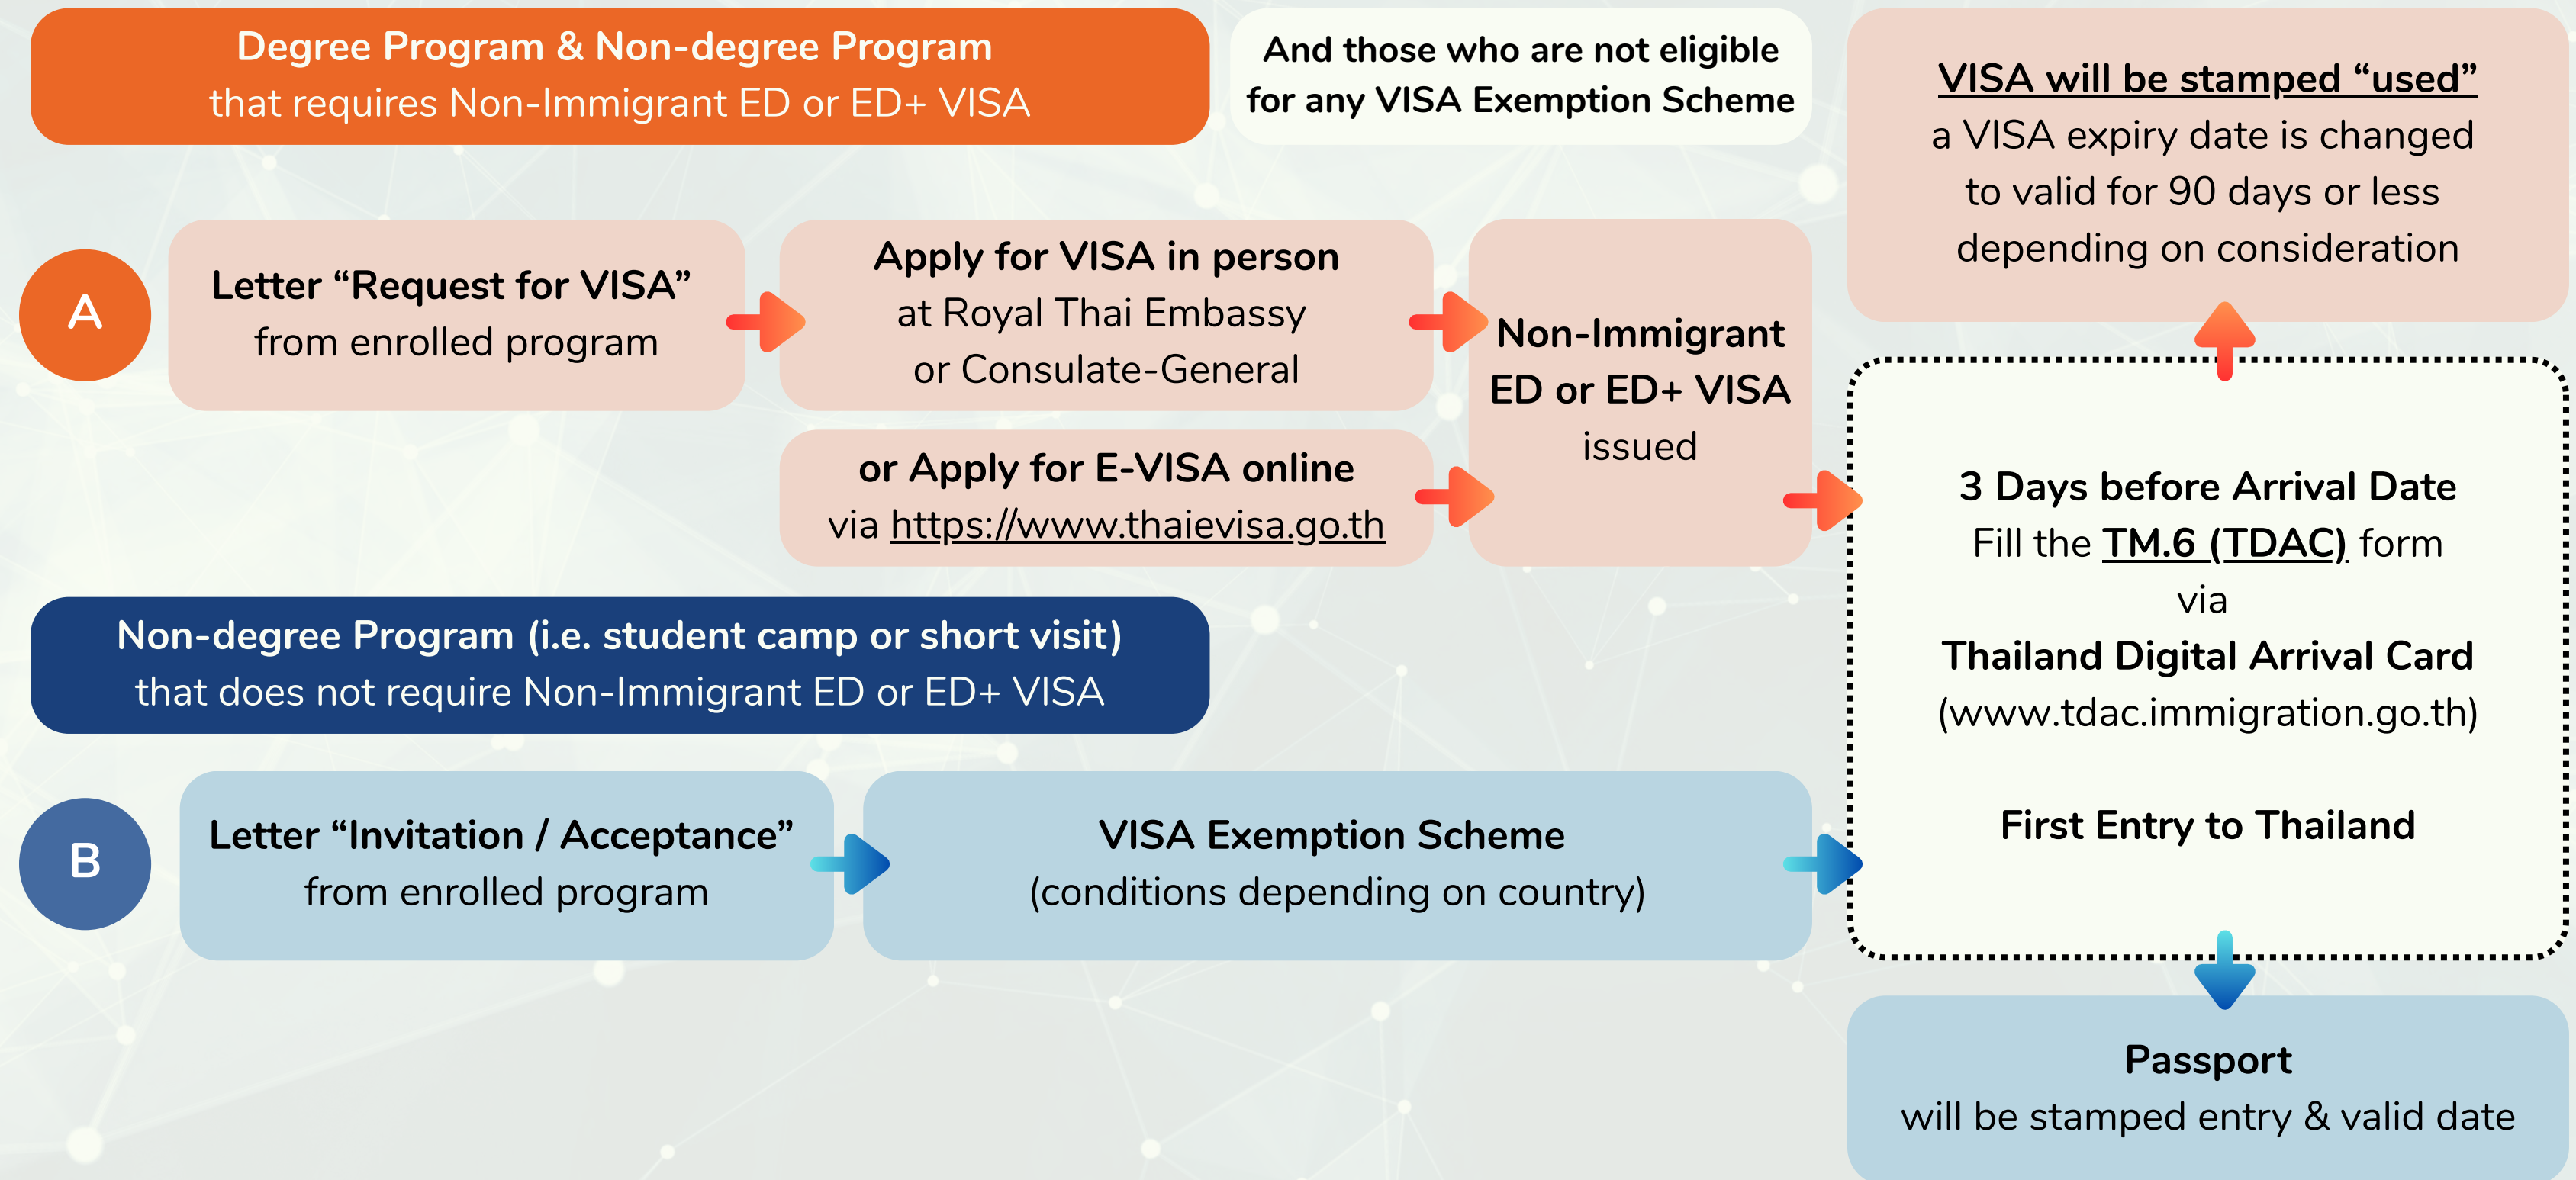 Degree Program & Non-degree Program
that requires Non-Immigrant ED or ED+ VISA
And those who are not eligible
for any VISA Exemption Scheme
A
Letter “Request for VISA”
from enrolled program
Apply for VISA in person
at Royal Thai Embassy
or Consulate-General
or Apply for E-VISA online
via https://www.thaievisa.go.th
Non-Immigrant
ED or ED+ VISA
issued
Non-degree Program (i.e. student camp or short visit)
that does not require Non-Immigrant ED or ED+ VISA
B
Letter “Invitation / Acceptance”
from enrolled program
VISA Exemption Scheme
(conditions depending on country)
VISA will be stamped “used”
a VISA expiry date is changed
to valid for 90 days or less
depending on consideration
3 Days before Arrival Date
Fill the TM.6 (TDAC) form
via
Thailand Digital Arrival Card
(www.tdac.immigration.go.th)
First Entry to Thailand
Passport
will be stamped entry & valid date